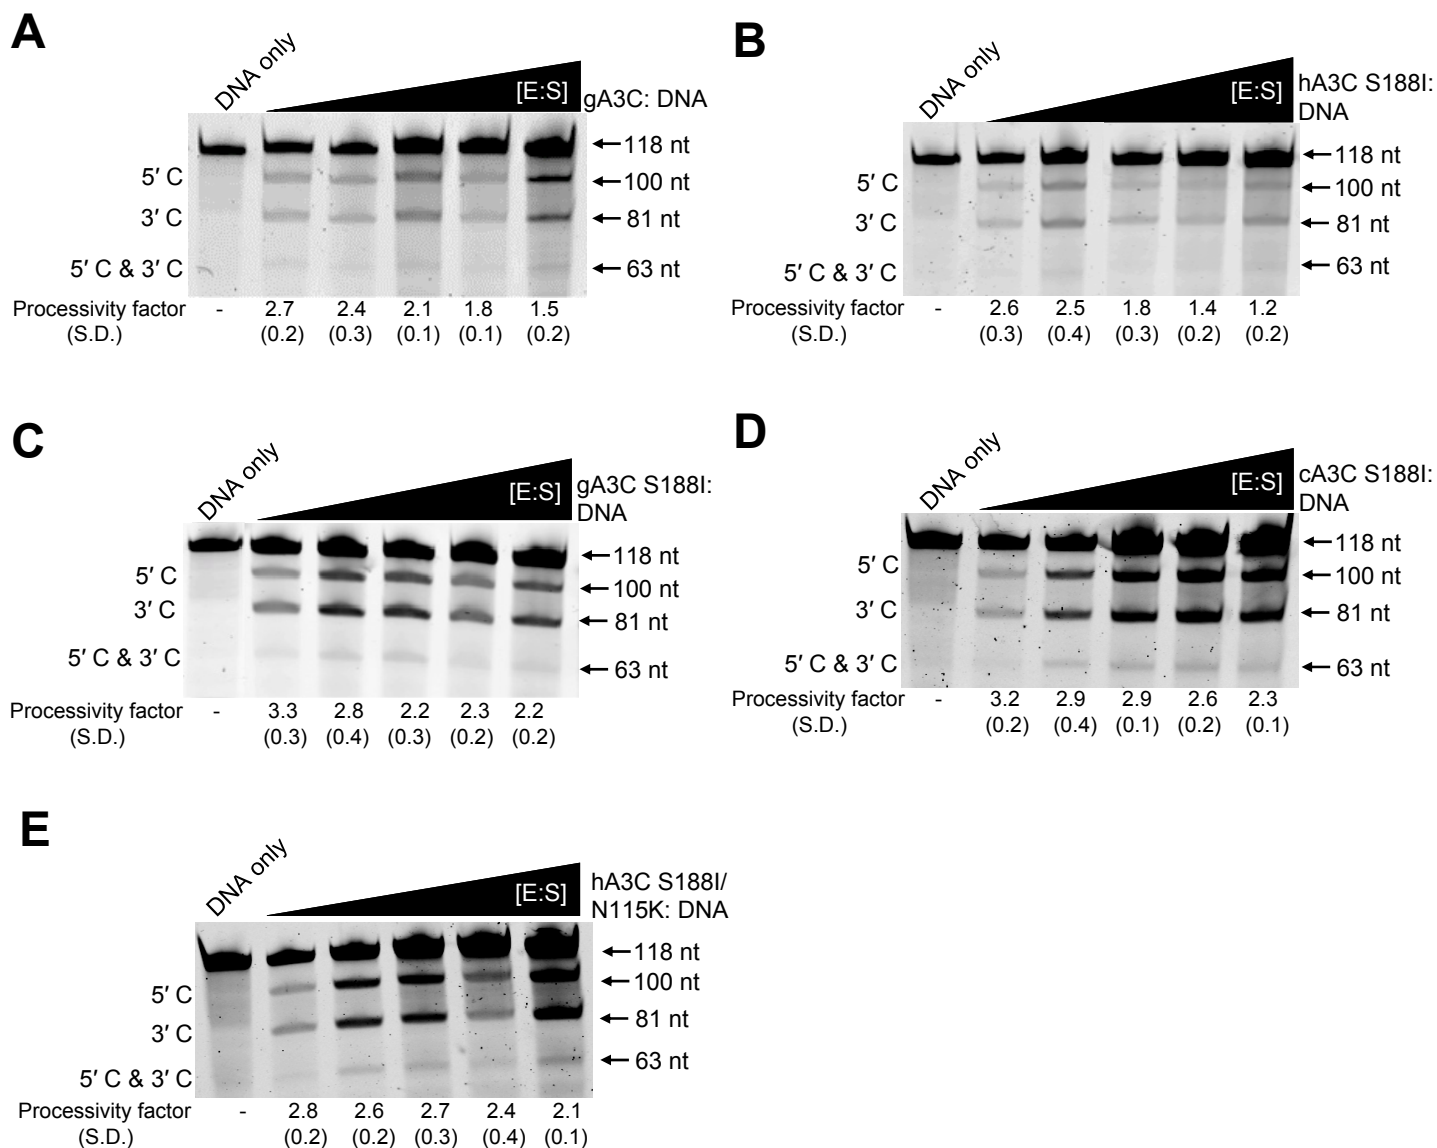 A
DNA only
[E:S]
gA3C: DNA
118 nt
5′ C
100 nt
3′ C
81 nt
5′ C & 3′ C
63 nt
Processivity factor - 2.7 2.4 2.1 1.8 1.5
(S.D.) (0.2) (0.3) (0.1) (0.1) (0.2)
B
DNA only
[E:S]
hA3C S188I:
DNA
118 nt
5′ C
100 nt
3′ C
81 nt
5′ C & 3′ C
63 nt
Processivity factor - 2.6 2.5 1.8 1.4 1.2
(S.D.) (0.3) (0.4) (0.3) (0.2) (0.2)
C
DNA only
[E:S]
gA3C S188I:
DNA
118 nt
5′ C
100 nt
3′ C
81 nt
5′ C & 3′ C
63 nt
Processivity factor - 3.3 2.8 2.2 2.3 2.2
(S.D.) (0.3) (0.4) (0.3) (0.2) (0.2)
D
DNA only
[E:S]
cA3C S188I:
DNA
118 nt
5′ C
100 nt
3′ C
81 nt
5′ C & 3′ C
63 nt
Processivity factor - 3.2 2.9 2.9 2.6 2.3
(S.D.) (0.2) (0.4) (0.1) (0.2) (0.1)
E
DNA only
[E:S]
hA3C S188I/
N115K: DNA
118 nt
100 nt
5′ C
81 nt
3′ C
63 nt
5′ C & 3′ C
Processivity factor - 2.8 2.6 2.7 2.4 2.1
(S.D.) (0.2) (0.2) (0.3) (0.4) (0.1)